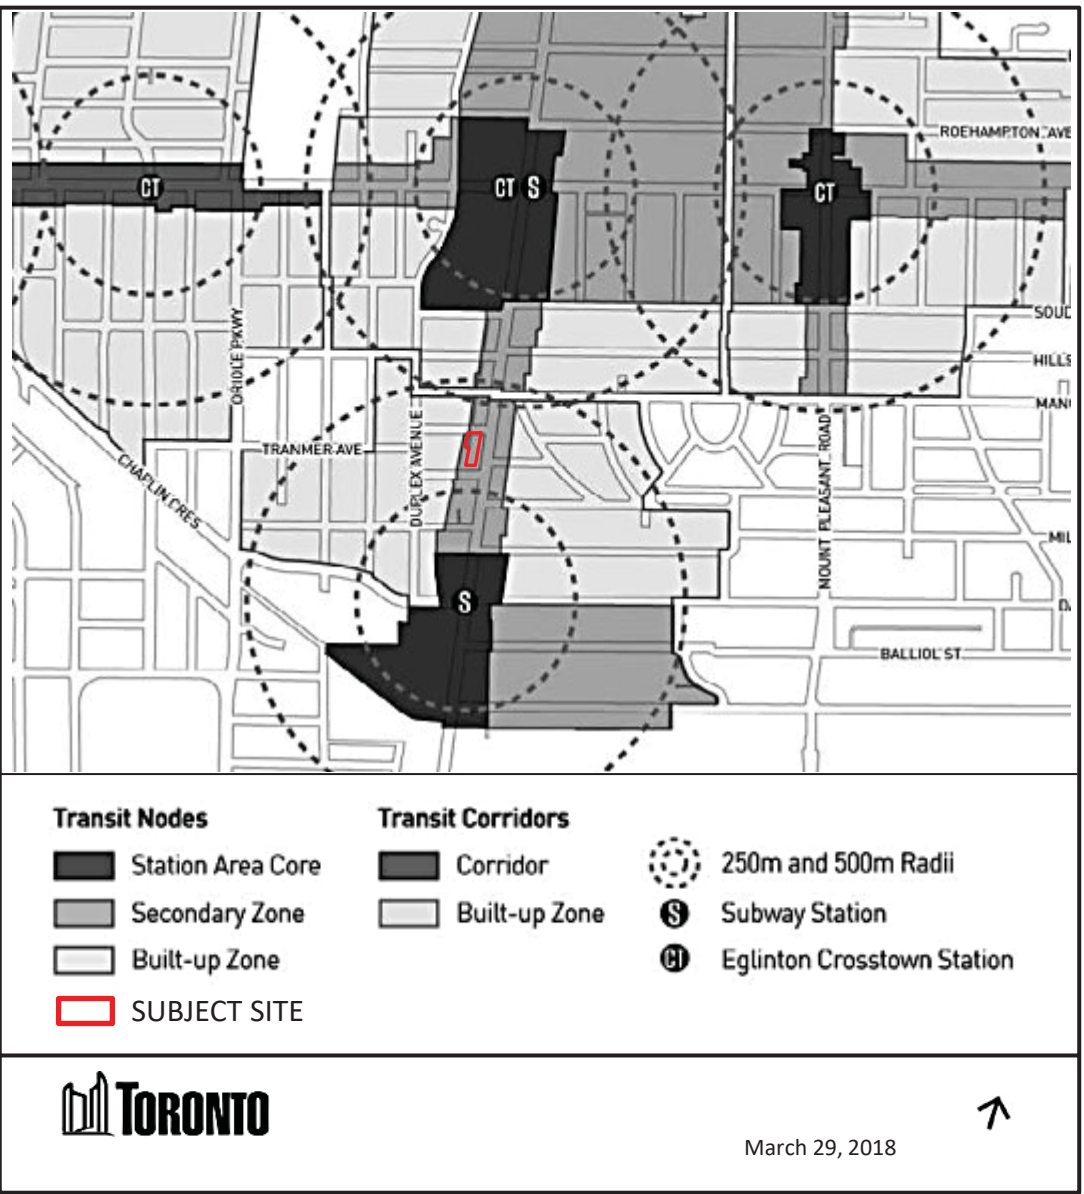 ROEHAMPTON AVE
CT
CT S
CT
SOUD
ORIOLE PKWY
HILLS
MAN
DUPLEX AVENUE
TRANMER AVE
MOUNT PLEASANT ROAD
CHAPLIN CRES
MIL
S
D
BALLIOL ST
Transit Nodes
Station Area Core
Secondary Zone
Built-up Zone
SUBJECT SITE
Transit Corridors
Corridor
Built-up Zone
250m and 500m Radii
S Subway Station
CT Eglinton Crosstown Station
TORONTO
March 29, 2018